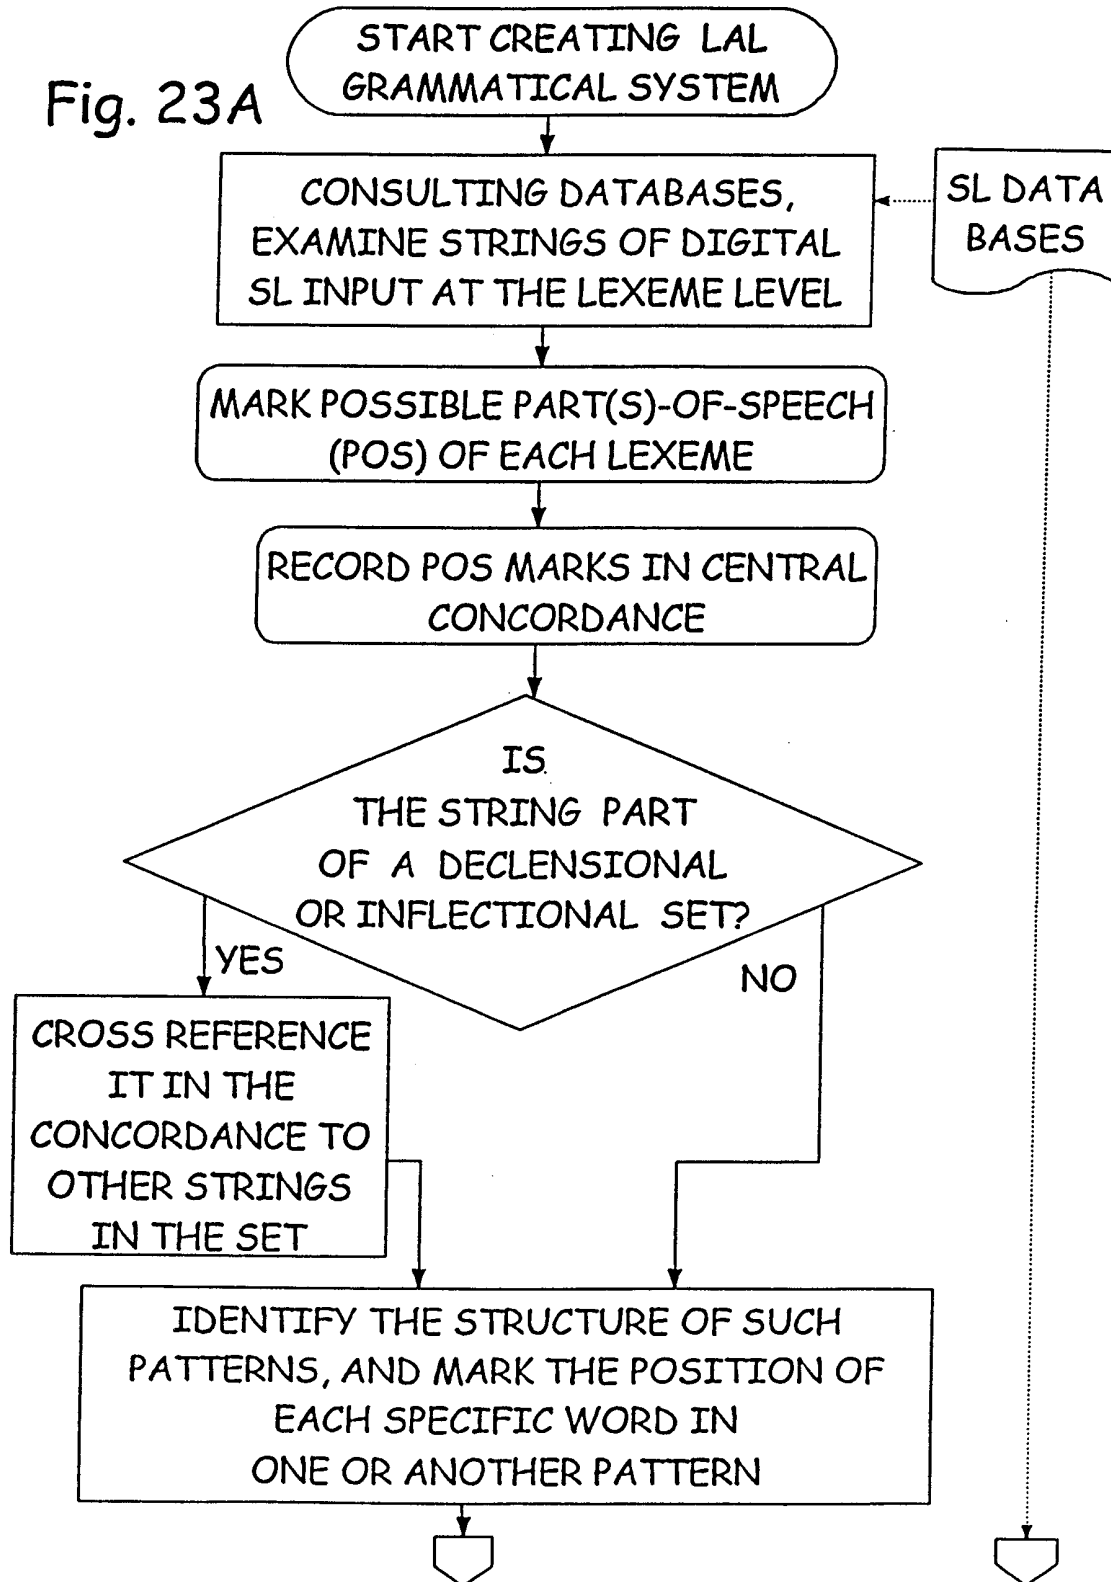 START CREATING LAL
GRAMMATICAL SYSTEM
Fig. 23A
CONSULTING DATABASES,
EXAMINE STRINGS OF DIGITAL
SL INPUT AT THE LEXEME LEVEL
SL DATA
BASES
MARK POSSIBLE PART(S)-OF-SPEECH
(POS) OF EACH LEXEME
RECORD POS MARKS IN CENTRAL
CONCORDANCE
IS
THE STRING PART
OF A DECLENSIONAL
OR INFLECTIONAL SET?
YES
NO
CROSS REFERENCE
IT IN THE
CONCORDANCE TO
OTHER STRINGS
IN THE SET
IDENTIFY THE STRUCTURE OF SUCH
PATTERNS, AND MARK THE POSITION OF
EACH SPECIFIC WORD IN
ONE OR ANOTHER PATTERN